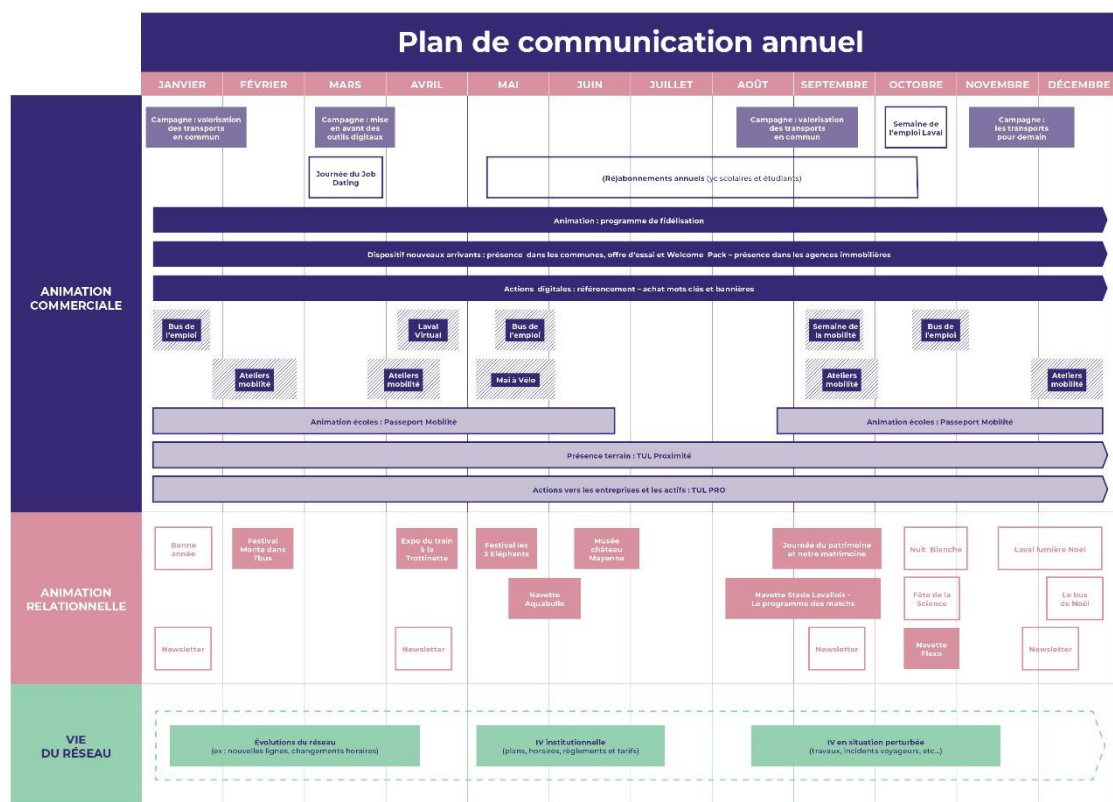 Plan de communication annuel
JANVIER
FÉVRIER
MARS
AVRIL
MAI
JUIN
JUILLET
AOÛT
SEPTEMBRE
OCTOBRE
NOVEMBRE
DÉCEMBRE
ANIMATION
COMMERCIALE
Campagne : valorisation
des transports
en commun
Campagne : mise
en avant des
outils digitaux
Campagne : valorisation
des transports
en commun
Semaine de
l'emploi Laval
Campagne :
les transports
pour demain
Journée du Job
Dating
(Ré)abonnements annuels (yc scolaires et étudiants)
Animation : programme de fidélisation
Dispositif nouveaux arrivants : présence dans les communes, offre d'essai et Welcome Pack – présence dans les agences immobilières
Actions digitales : référencement – achat mots clés et bannières
Bus de
l'emploi
Laval
Virtual
Bus de
l'emploi
Semaine de
la mobilité
Bus de
l'emploi
Ateliers
mobilité
Ateliers
mobilité
Mai à Vélo
Ateliers
mobilité
Ateliers
mobilité
Animation écoles : Passeport Mobilité
Animation écoles : Passeport Mobilité
Présence terrain : TUL Proximité
Actions vers les entreprises et les actifs : TUL PRO
ANIMATION
RELATIONNELLE
Bonne
année
Festival
Monte dans
l'bus
Expo du train
à la
Trottinette
Festival les
3 Eléphants
Musée
château
Mayenne
Journée du patrimoine
et notre matrimoine
Nuit Blanche
Laval lumière Noel
Navette
Aquabulle
Navette Stade Lavallois –
Le programme des matchs
Fête de la
Science
Le bus
de Noël
Newsletter
Newsletter
Newsletter
Navette
Flexo
Newsletter
VIE
DU RÉSEAU
Évolutions du réseau
(ex : nouvelles lignes, changements horaires)
IV institutionnelle
(plans, horaires, règlements et tarifs)
IV en situation perturbée
(travaux, incidents voyageurs, etc...)